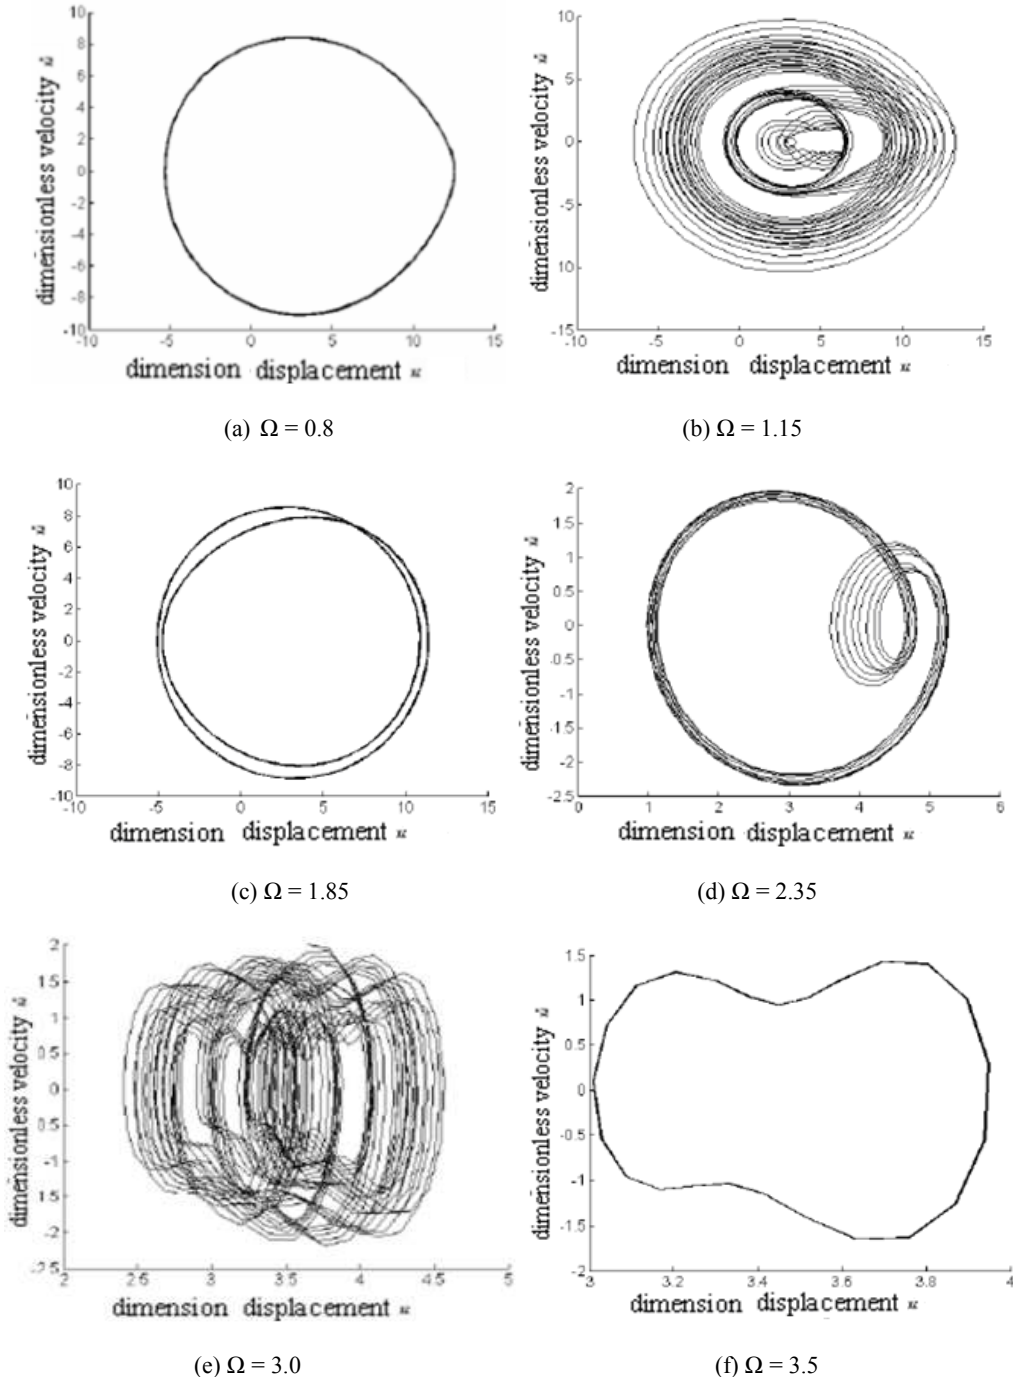 dimensionless velocity u̇
10
8
6
4
2
0
-2
-4
-6
-8
-10
-10 -5 0 5 10 15
dimension displacement u
(a) Ω = 0.8
dimensionless velocity u̇
10
5
0
-5
10
-15
-10 -5 0 5 10 15
dimension displacement u
(b) Ω = 1.15
dimensionless velocity u̇
10
8
6
4
2
0
-2
-4
-6
-8
-10
-10 -5 0 5 10 15
dimension displacement u
(c) Ω = 1.85
dimensionless velocity u̇
2
1.5
1
0.5
0
0.5
-1
-1.5
-2
-2.5
0 1 2 3 4 5 6
dimension displacement u
(d) Ω = 2.35
dimensionless velocity u̇
2
1.5
1
0.5
0
0.5
-1
1.5
-2
-2.5
2 2.5 3 3.5 4 4.5 5
dimension displacement u
(e) Ω = 3.0
dimensionless velocity u̇
1.5
1
0.5
0
-0.5
-1
-1.5
-2
3 3.2 3.4 3.6 3.8 4
dimension displacement u
(f) Ω = 3.5